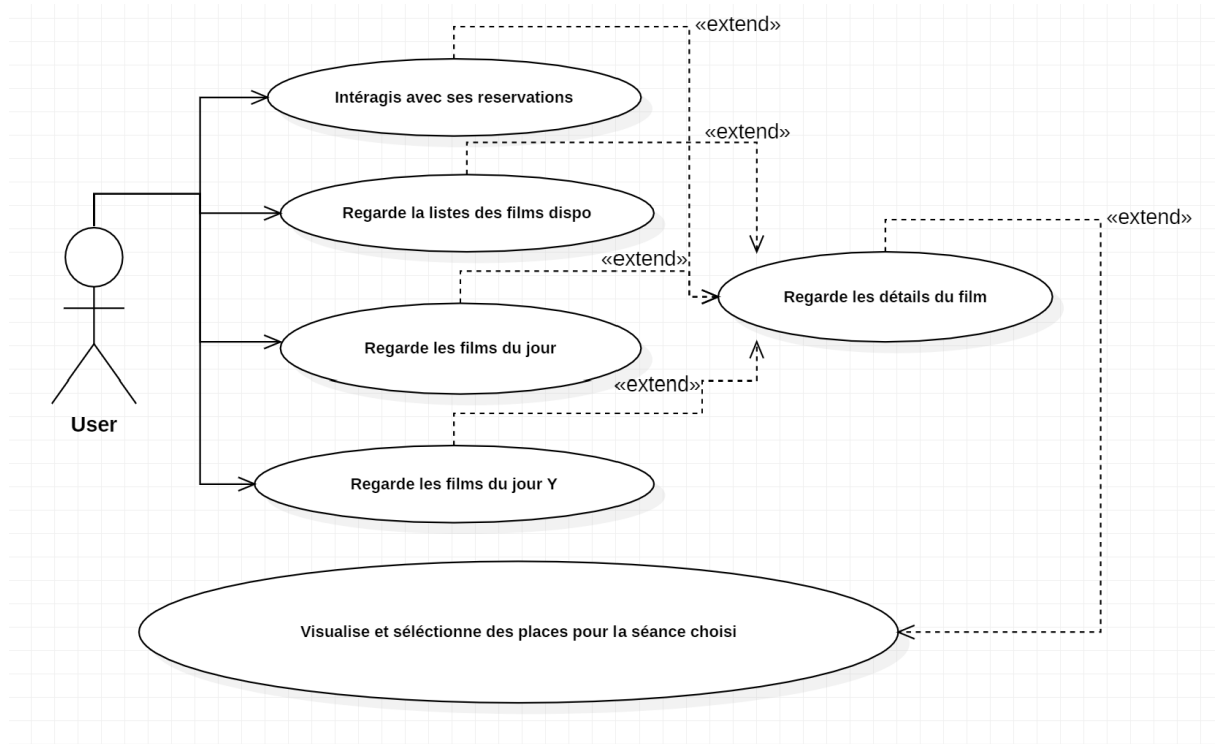 «extend»
Intéragis avec ses reservations
«extend»
Regarde la listes des films dispo
«extend»
«extend»
Regarde les détails du film
Regarde les films du jour
«extend»
User
Regarde les films du jour Y
Visualise et séléctionne des places pour la séance choisi